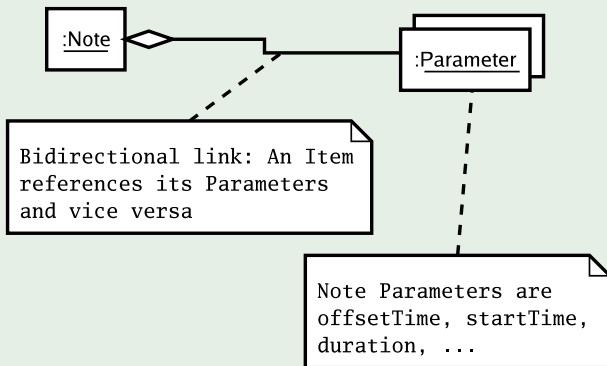 :Note
:Parameter
Bidirectional link: An Item
references its Parameters
and vice versa
Note Parameters are
offsetTime, startTime,
duration, ...